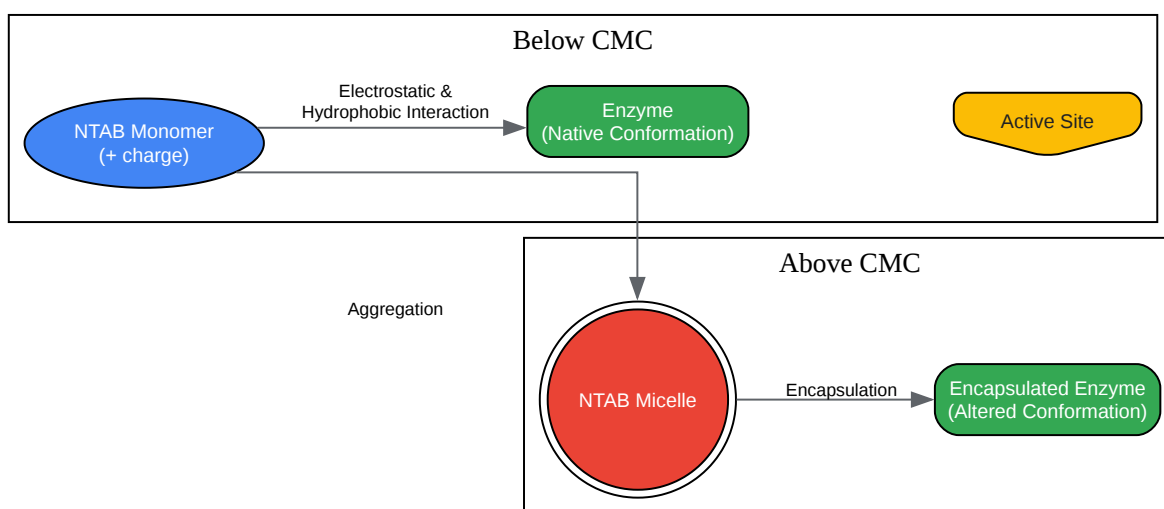 Below CMC
Electrostatic &
Hydrophobic Interaction
NTAB Monomer
(+ charge)
Enzyme
(Native Conformation)
Active Site
Above CMC
Aggregation
NTAB Micelle
Encapsulation
Encapsulated Enzyme
(Altered Conformation)